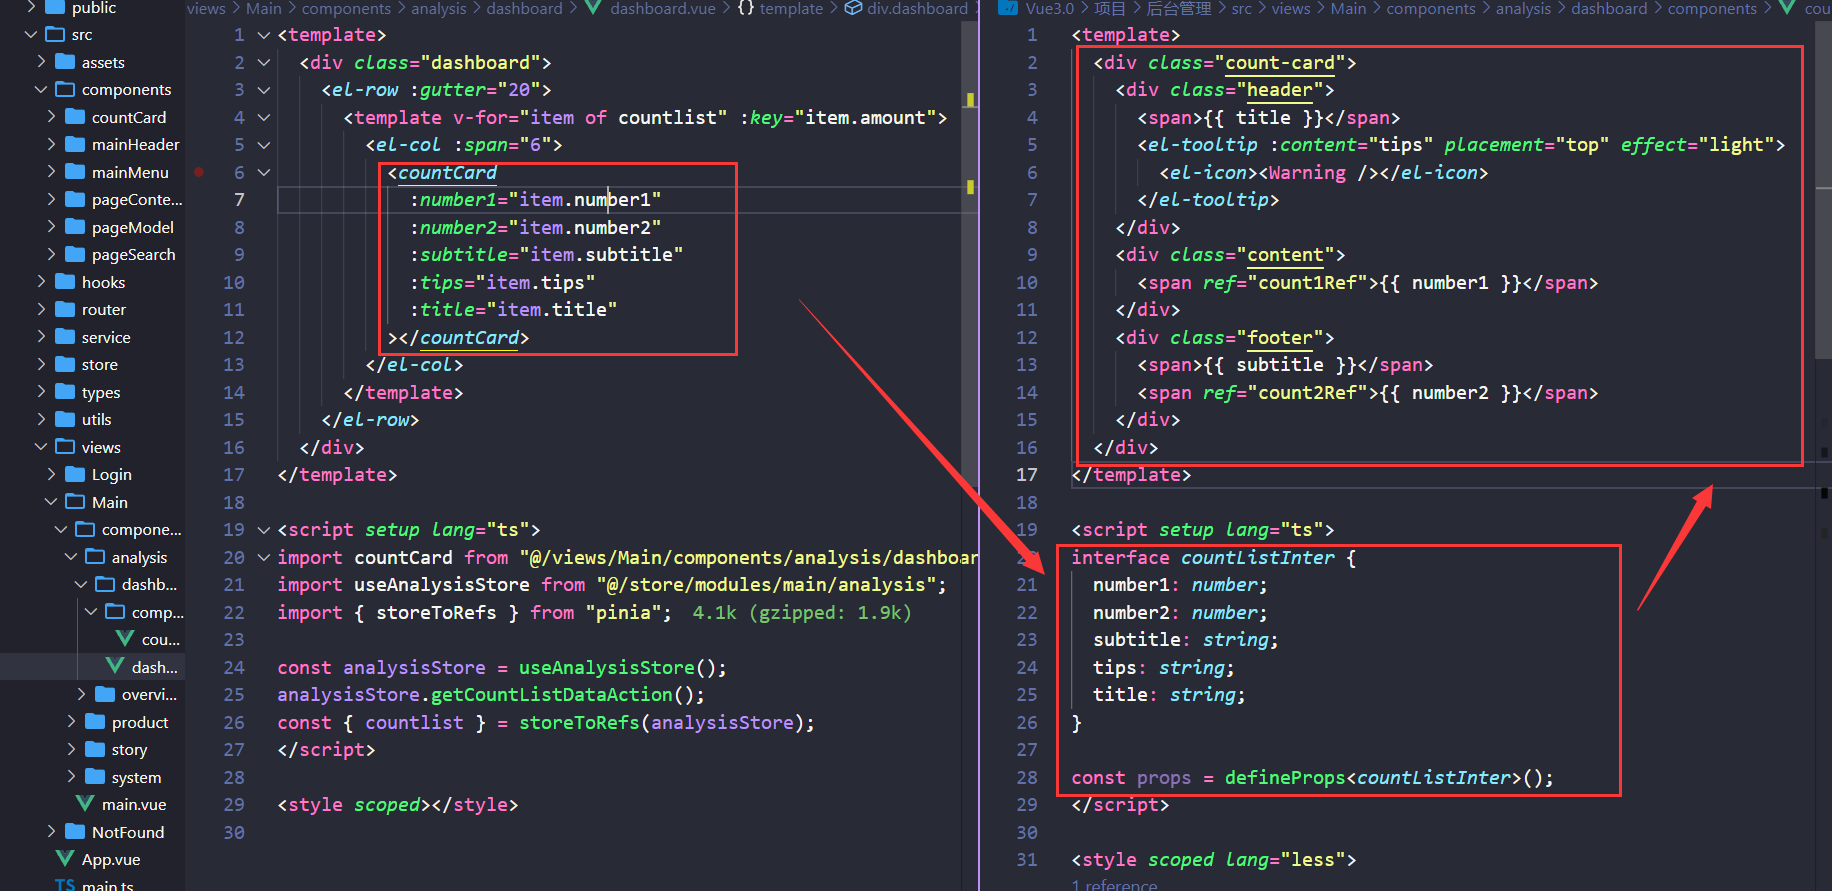 public
src
assets
components
countCard
mainHeader
mainMenu
pageConte...
pageModel
pageSearch
hooks
router
service
store
types
utils
views
Login
Main
compone...
analysis
dashb...
comp...
cou...
dash...
overvi...
product
story
system
main.vue
NotFound
App.vue
TS main.ts
views > Main > components > analysis > dashboard > dashboard.vue > {} template > div.dashboard
1 <template>
2 <div class="dashboard">
3 <el-row :gutter="20">
4 <template v-for="item of countlist" :key="item.amount">
5 <el-col :span="6">
6 <countCard
7 :number1="item.number1"
8 :number2="item.number2"
9 :subtitle="item.subtitle"
10 :tips="item.tips"
11 :title="item.title"
12 ></countCard>
13 </el-col>
14 </template>
15 </el-row>
16 </div>
17 </template>
18
19 <script setup lang="ts">
20 import countCard from "@/views/Main/components/analysis/dashboar
21 import useAnalysisStore from "@/store/modules/main/analysis";
22 import { storeToRefs } from "pinia"; 4.1k (gzipped: 1.9k)
23
24 const analysisStore = useAnalysisStore();
25 analysisStore.getCountListDataAction();
26 const { countlist } = storeToRefs(analysisStore);
27 </script>
28
29 <style scoped></style>
30
Vue3.0 > 项目 > 后台管理 > src > views > Main > components > analysis > dashboard > components > cou
1 <template>
2 <div class="count-card">
3 <div class="header">
4 <span>{{ title }}</span>
5 <el-tooltip :content="tips" placement="top" effect="light">
6 <el-icon><Warning /></el-icon>
7 </el-tooltip>
8 </div>
9 <div class="content">
10 <span ref="count1Ref">{{ number1 }}</span>
11 </div>
12 <div class="footer">
13 <span>{{ subtitle }}</span>
14 <span ref="count2Ref">{{ number2 }}</span>
15 </div>
16 </div>
17 </template>
18
19 <script setup lang="ts">
20 interface countListInter {
21 number1: number;
22 number2: number;
23 subtitle: string;
24 tips: string;
25 title: string;
26 }
27
28 const props = defineProps<countListInter>();
29 </script>
30
31 <style scoped lang="less">
1 reference